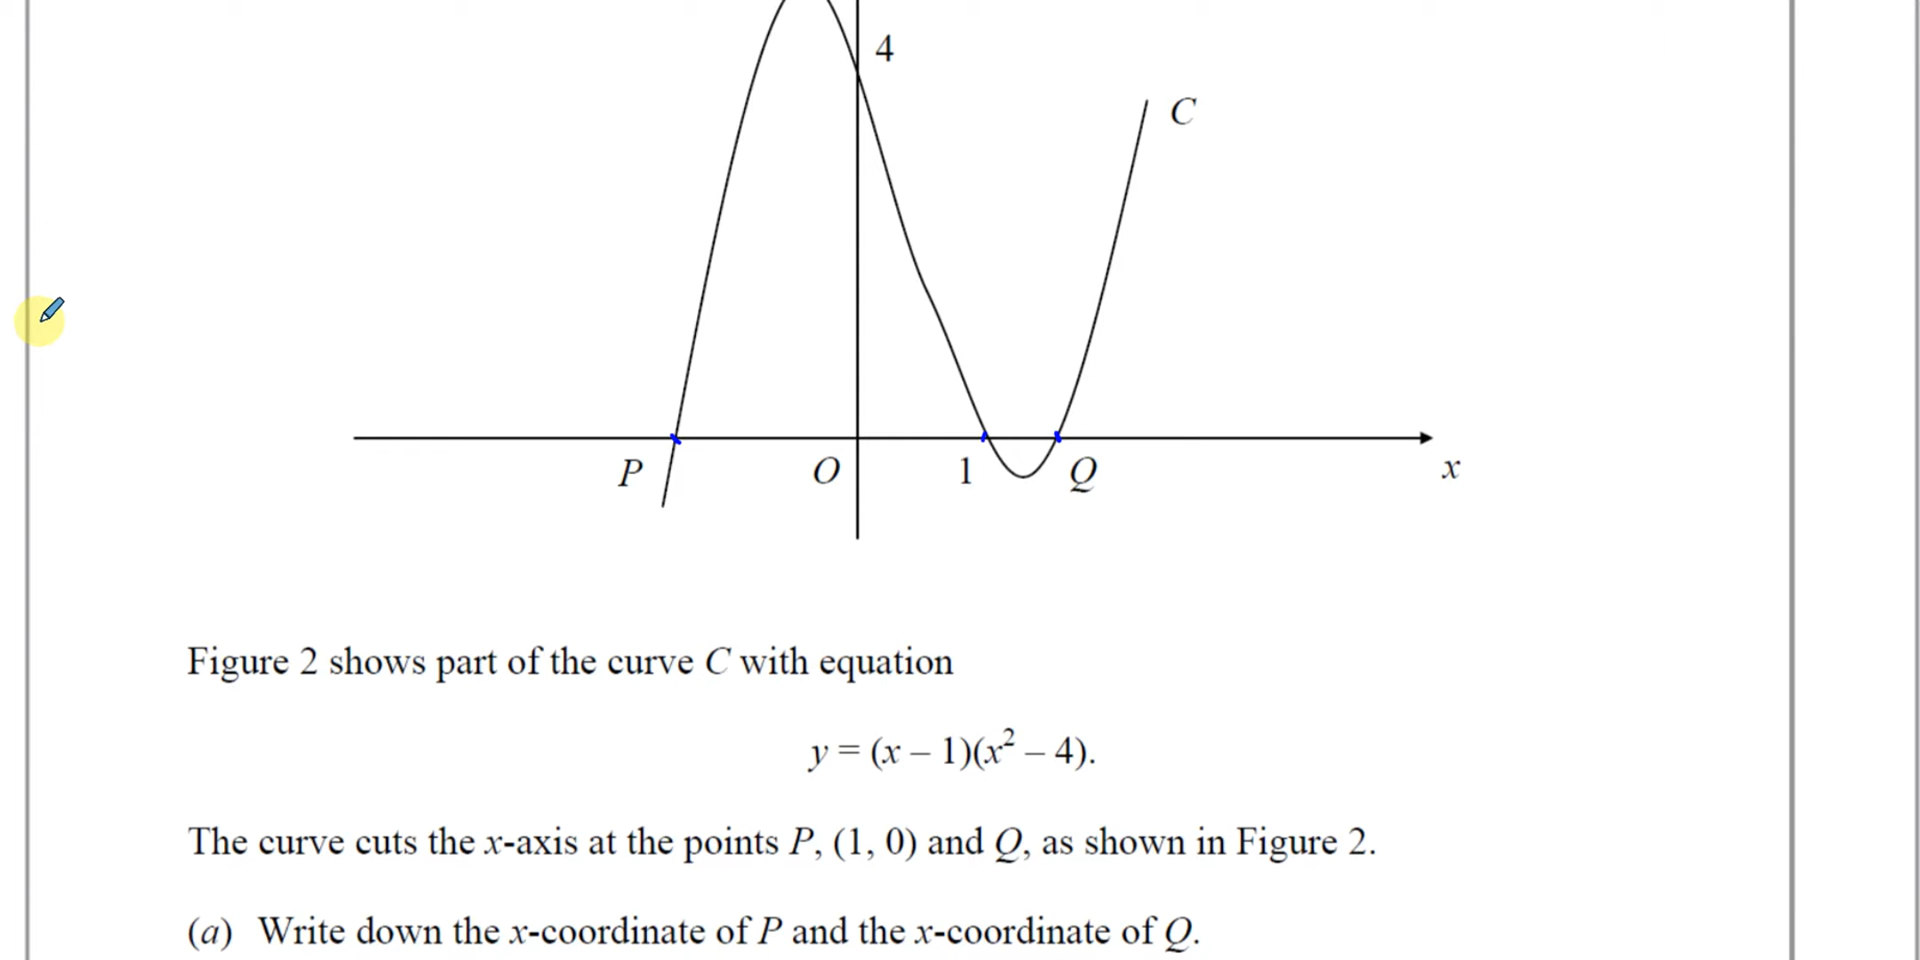 4
C
P
O
1
Q
x
Figure 2 shows part of the curve C with equation
y = (x – 1)(x² – 4).
The curve cuts the x-axis at the points P, (1, 0) and Q, as shown in Figure 2.
(a) Write down the x-coordinate of P and the x-coordinate of Q.